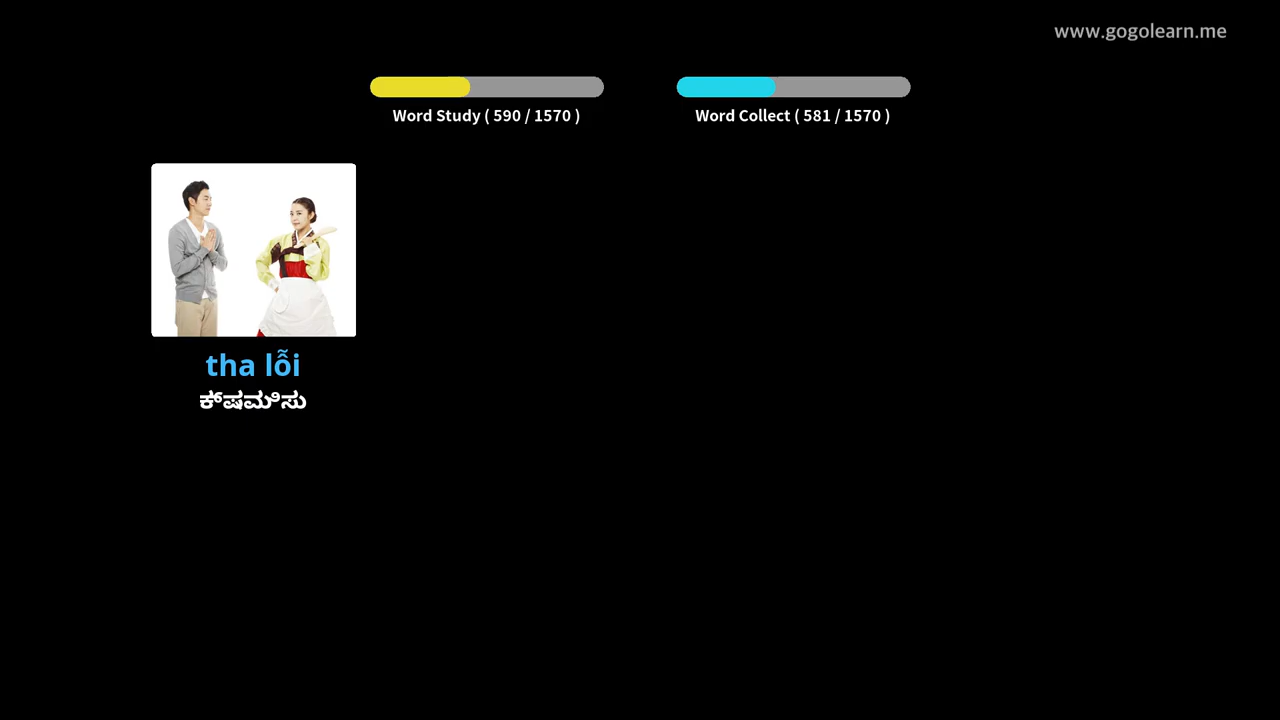 www.gogolearn.me
Word Study ( 590 / 1570 )
Word Collect ( 581 / 1570 )
tha lỗi
ಕ್ಷಮಿಸು